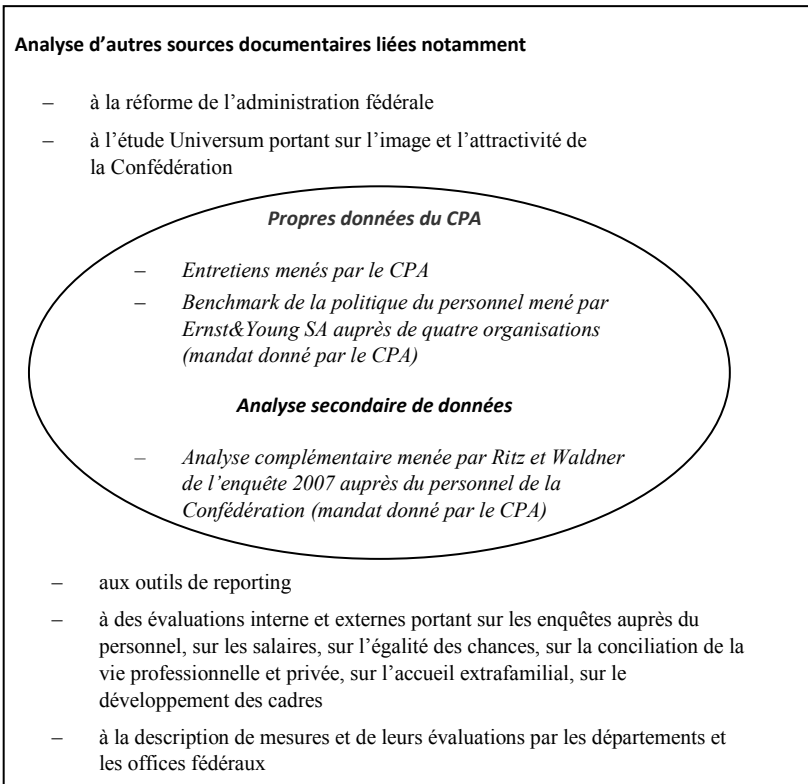 Analyse d’autres sources documentaires liées notamment
– à la réforme de l’administration fédérale
– à l’étude Universum portant sur l’image et l’attractivité de
la Confédération
Propres données du CPA
– Entretiens menés par le CPA
– Benchmark de la politique du personnel mené par
Ernst&Young SA auprès de quatre organisations
(mandat donné par le CPA)
Analyse secondaire de données
– Analyse complémentaire menée par Ritz et Waldner
de l’enquête 2007 auprès du personnel de la
Confédération (mandat donné par le CPA)
– aux outils de reporting
– à des évaluations interne et externes portant sur les enquêtes auprès du
personnel, sur les salaires, sur l’égalité des chances, sur la conciliation de la
vie professionnelle et privée, sur l’accueil extrafamilial, sur le
développement des cadres
– à la description de mesures et de leurs évaluations par les départements et
les offices fédéraux